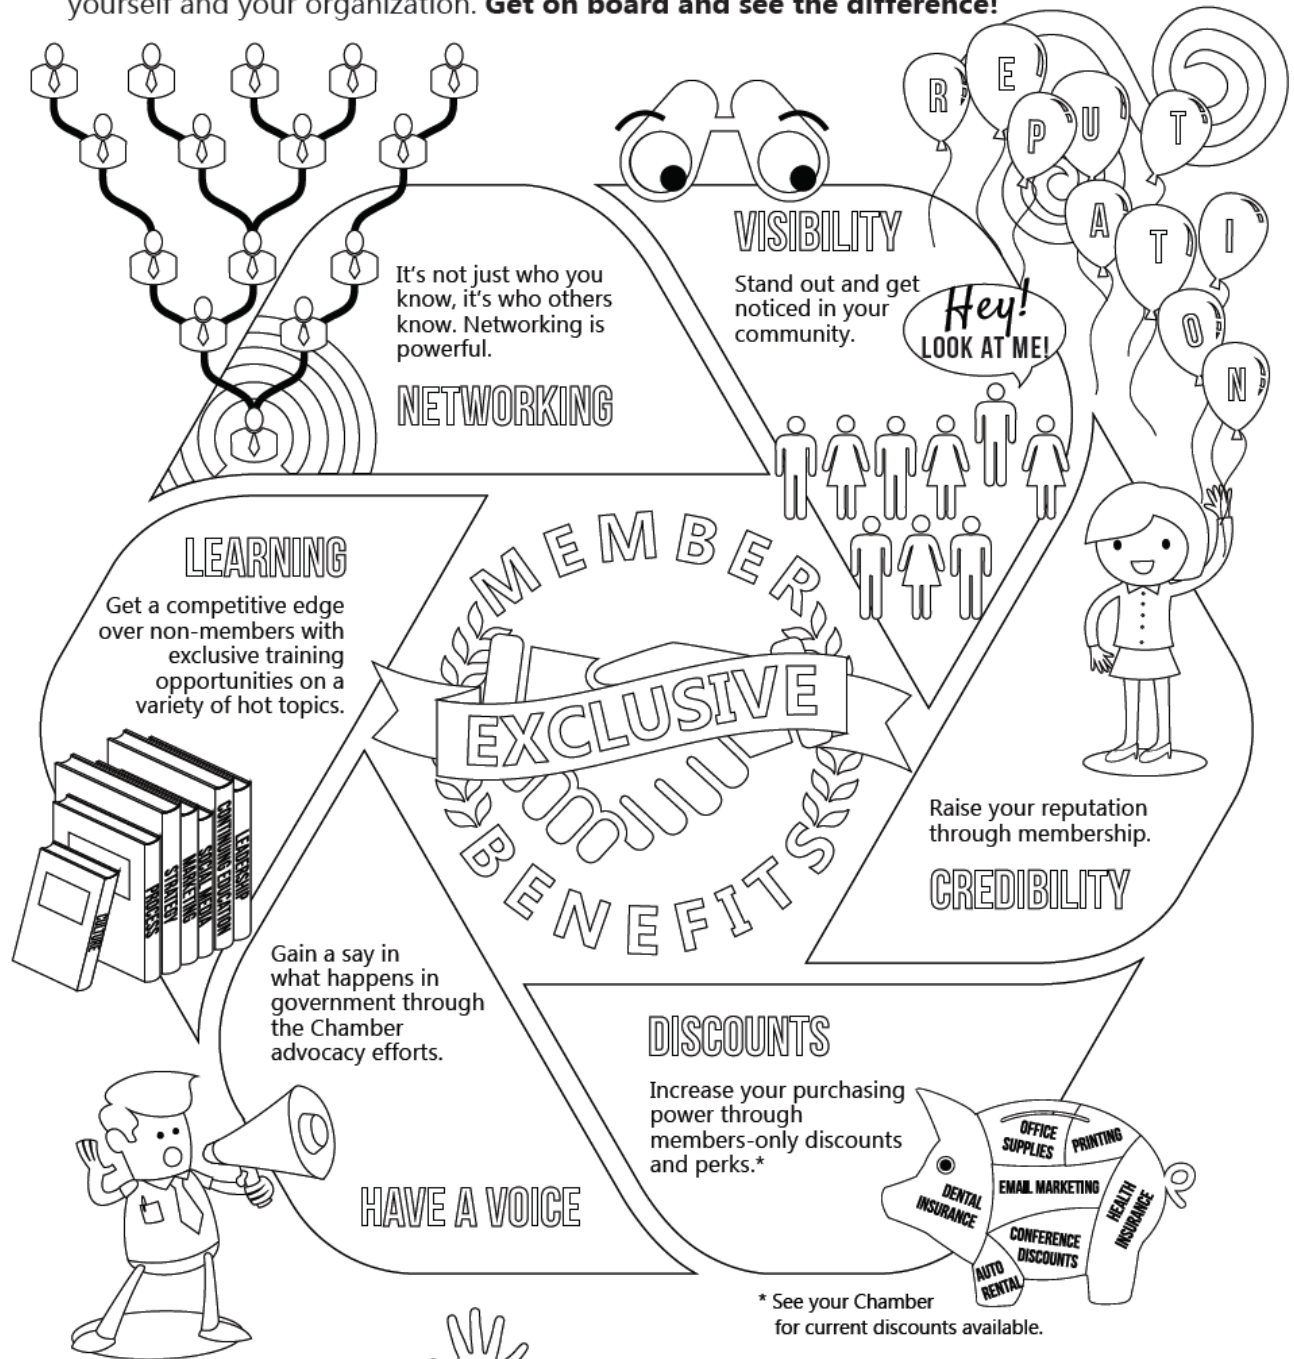 yourself and your organization. Get on board and see the difference!
REPUTATION
VISIBILITY
Stand out and get
noticed in your
community.
Hey!
LOOK AT ME!
It's not just who you
know, it's who others
know. Networking is
powerful.
NETWORKING
LEARNING
Get a competitive edge
over non-members with
exclusive training
opportunities on a
variety of hot topics.
CULTURE
PROCESS
STRATEGY
MARKETING
SOCIAL MEDIA
CONTINUING EDUCATION
LEADERSHIP
MEMBER
EXCLUSIVE
BENEFITS
Raise your reputation
through membership.
CREDIBILITY
Gain a say in
what happens in
government through
the Chamber
advocacy efforts.
HAVE A VOICE
DISCOUNTS
Increase your purchasing
power through
members-only discounts
and perks.*
OFFICE
SUPPLIES
PRINTING
EMAIL MARKETING
DENTAL
INSURANCE
HEALTH
INSURANCE
CONFERENCE
DISCOUNTS
AUTO
RENTAL
* See your Chamber
for current discounts available.